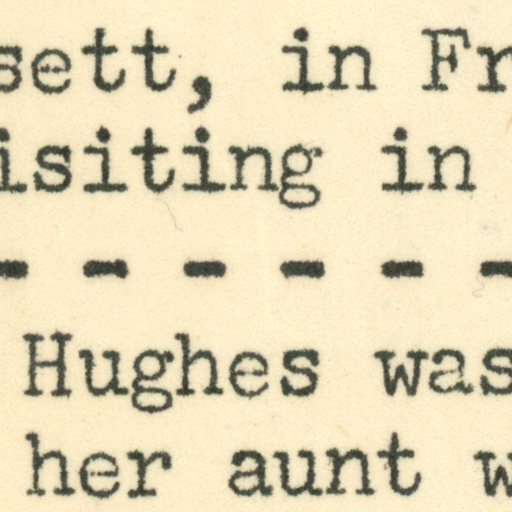 sett, in Fr
isiting in
- - - - - -
Hughes was
her aunt w